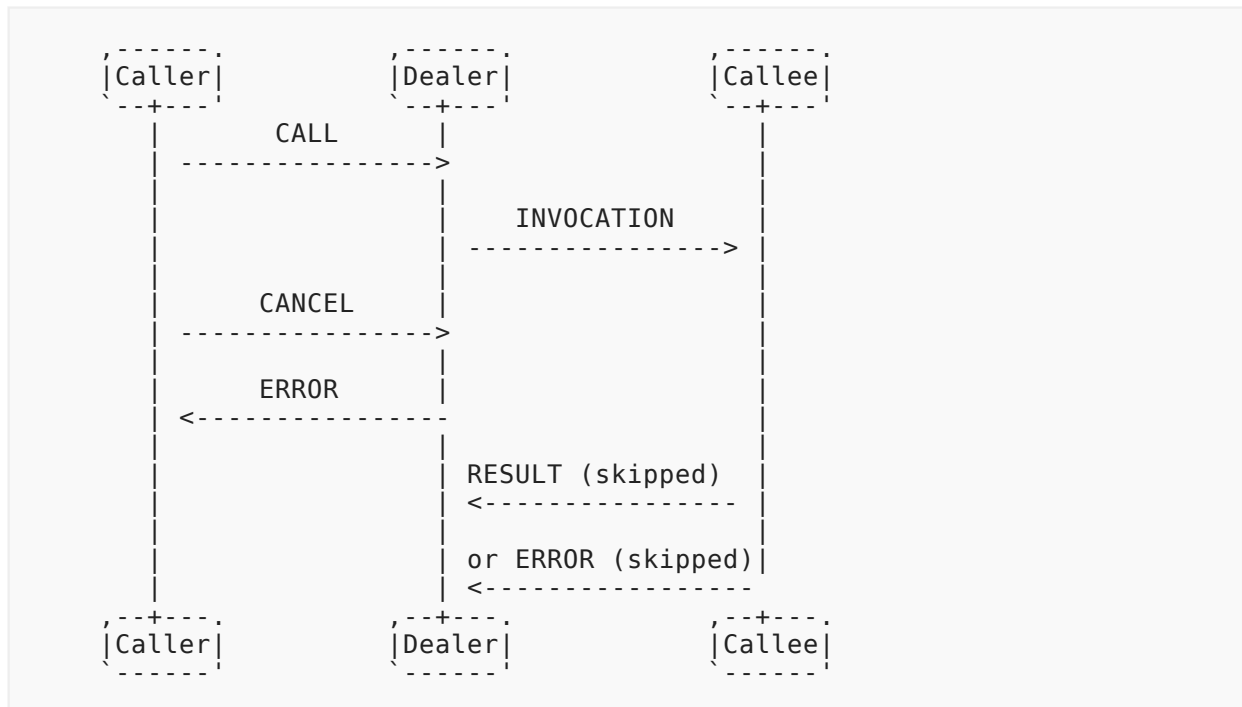 ,------. ,------. ,------.
|Caller| |Dealer| |Callee|
`--+---' `--+---' `--+---'
| CALL | |
| ----------------> |
| | |
| | INVOCATION |
| | ----------------> |
| | |
| CANCEL | |
| ----------------> |
| | |
| ERROR | |
| <---------------- |
| | |
| | RESULT (skipped) |
| | <---------------- |
| | |
| | or ERROR (skipped)|
| | <-----------------
,--+---. ,--+---. ,--+---.
|Caller| |Dealer| |Callee|
`------' `------' `------'